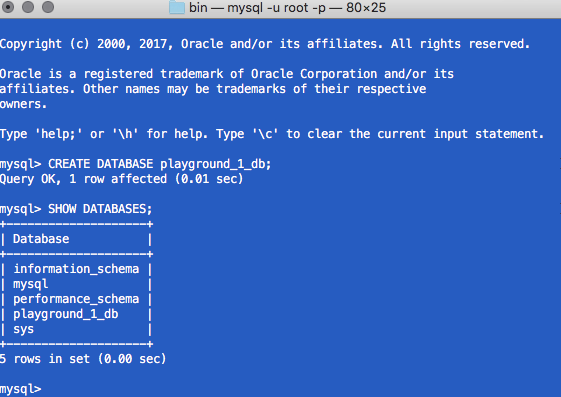 bin — mysql -u root -p — 80×25
Copyright (c) 2000, 2017, Oracle and/or its affiliates. All rights reserved.
Oracle is a registered trademark of Oracle Corporation and/or its
affiliates. Other names may be trademarks of their respective
owners.
Type 'help;' or '\h' for help. Type '\c' to clear the current input statement.
mysql> CREATE DATABASE playground_1_db;
Query OK, 1 row affected (0.01 sec)
mysql> SHOW DATABASES;
+--------------------+
| Database           |
+--------------------+
| information_schema |
| mysql              |
| performance_schema |
| playground_1_db    |
| sys                |
+--------------------+
5 rows in set (0.00 sec)
mysql>